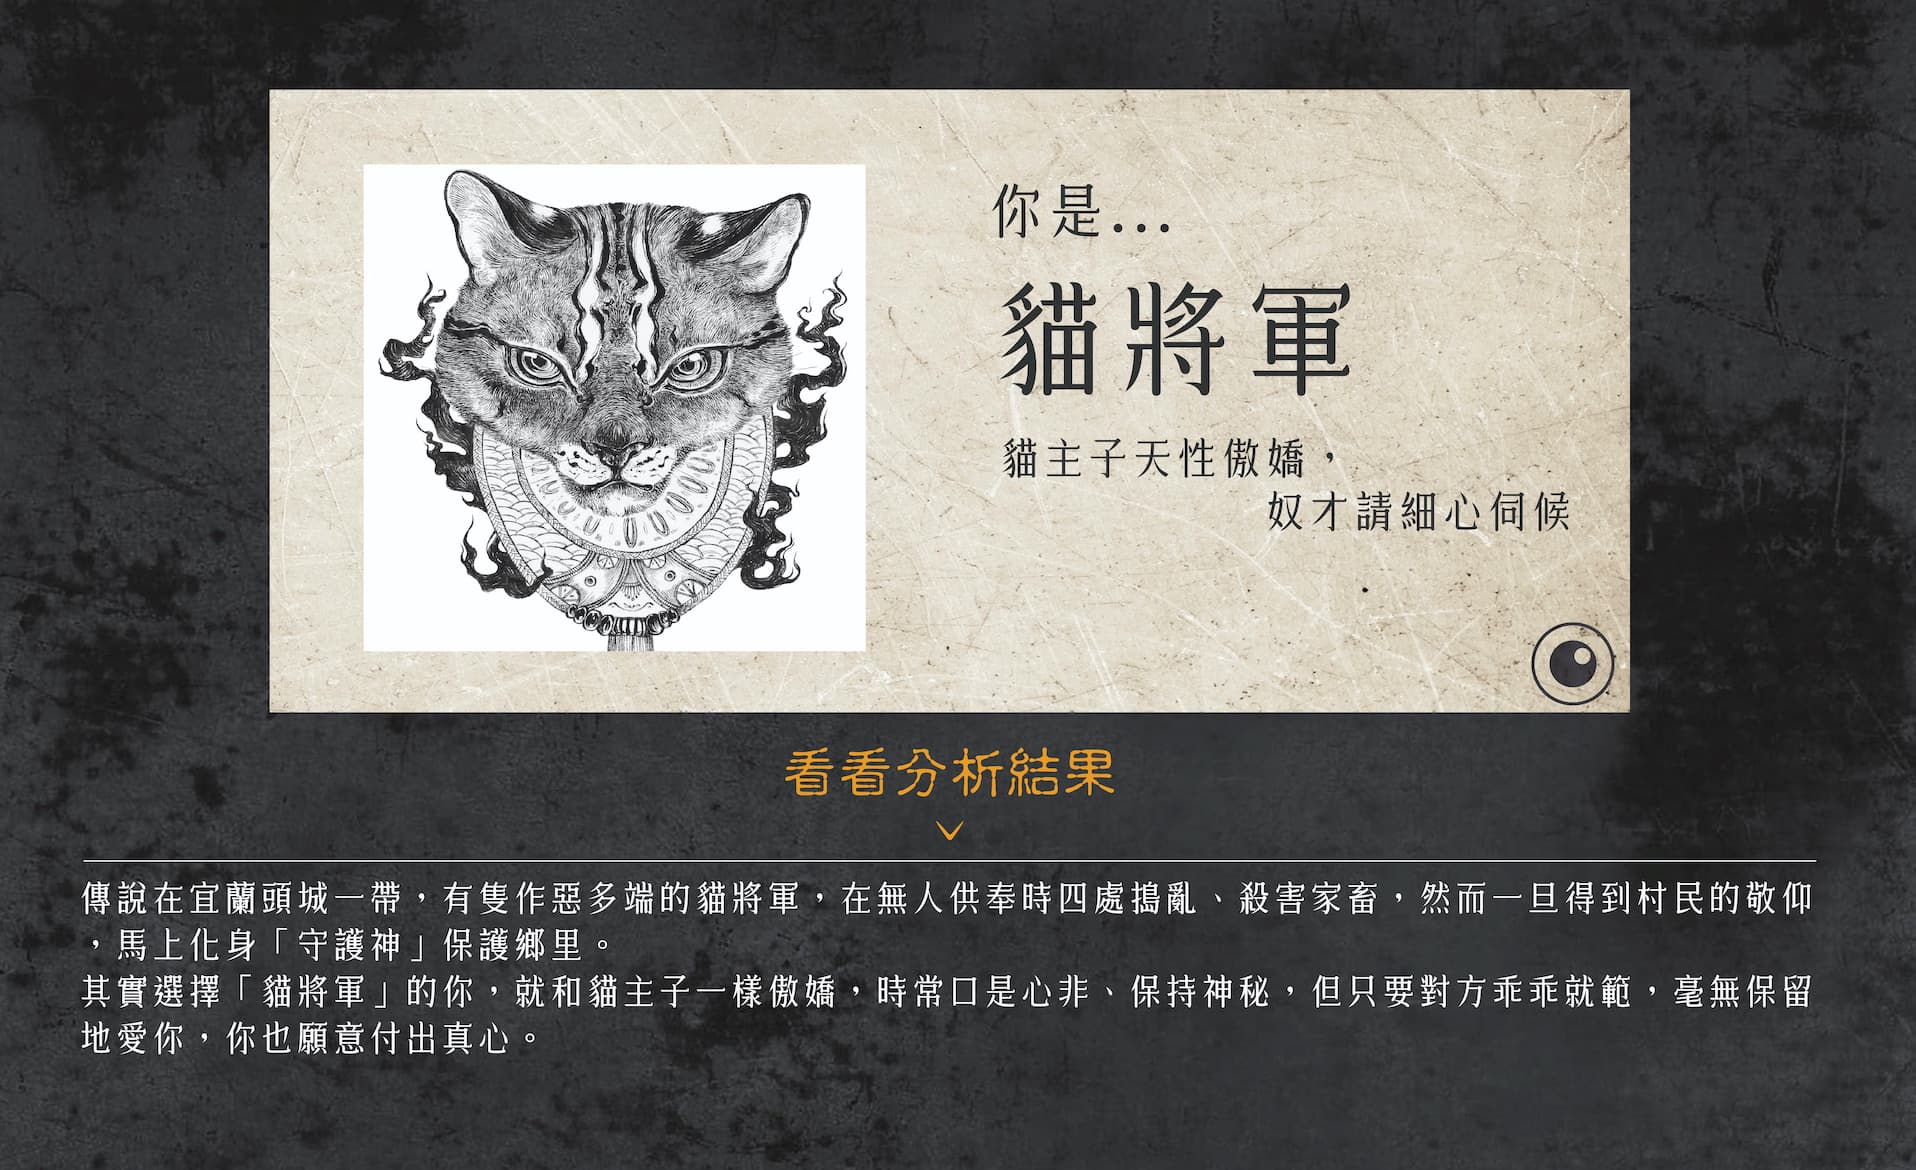 你是...
貓將軍
貓主子天性傲嬌，
奴才請細心伺候
看看分析結果
傳說在宜蘭頭城一帶，有隻作惡多端的貓將軍，在無人供奉時四處搗亂、殺害家畜，然而一旦得到村民的敬仰
，馬上化身「守護神」保護鄉里。
其實選擇「貓將軍」的你，就和貓主子一樣傲嬌，時常口是心非、保持神秘，但只要對方乖乖就範，毫無保留
地愛你，你也願意付出真心。